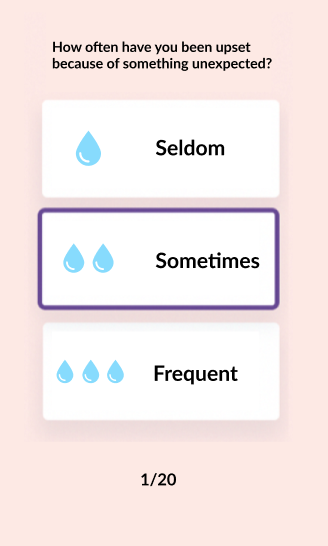 How often have you been upset
because of something unexpected?
Seldom
Sometimes
Frequent
1/20